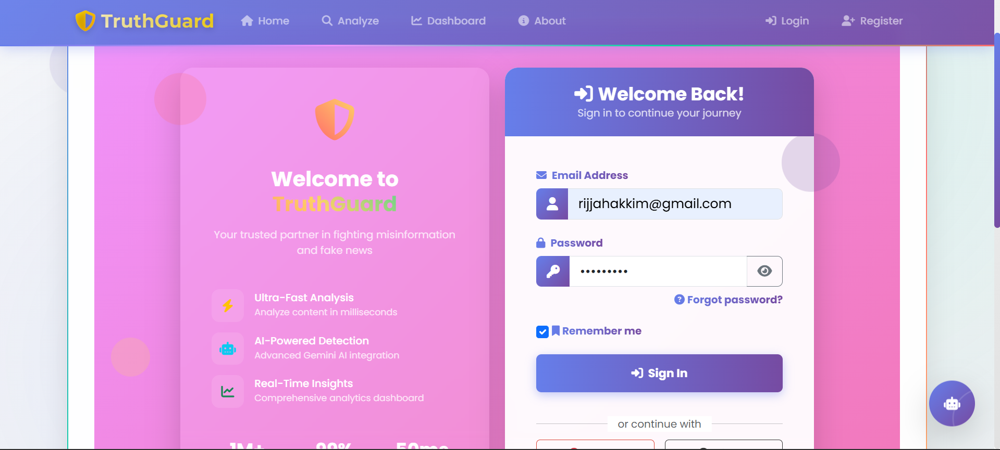 TruthGuard
Home
Analyze
Dashboard
About
Login
Register
Welcome to
TruthGuard
Your trusted partner in fighting misinformation
and fake news
Ultra-Fast Analysis
Analyze content in milliseconds
AI-Powered Detection
Advanced Gemini AI integration
Real-Time Insights
Comprehensive analytics dashboard
1M+
99%
50ms
Welcome Back!
Sign in to continue your journey
Email Address
rijjahakkim@gmail.com
Password
•••••••••
Forgot password?
Remember me
Sign In
or continue with